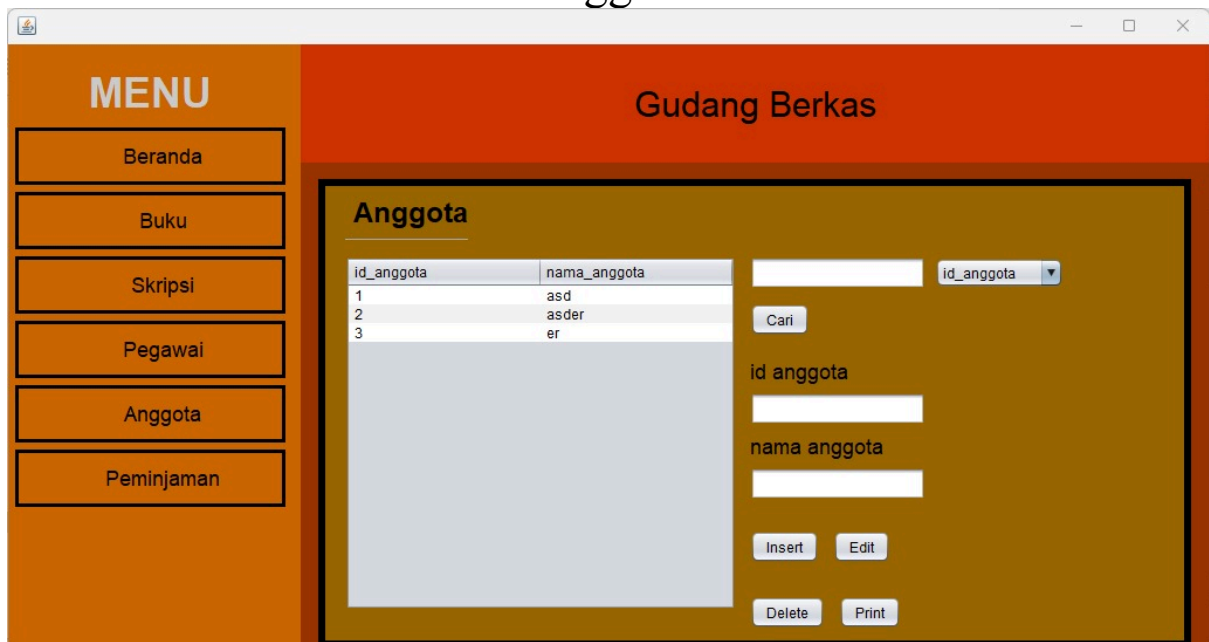 MENU
Beranda
Buku
Skripsi
Pegawai
Anggota
Peminjaman
Gudang Berkas
Anggota
id_anggota nama_anggota
1 asd
2 asder
3 er
id_anggota
Cari
id anggota
nama anggota
Insert Edit
Delete Print